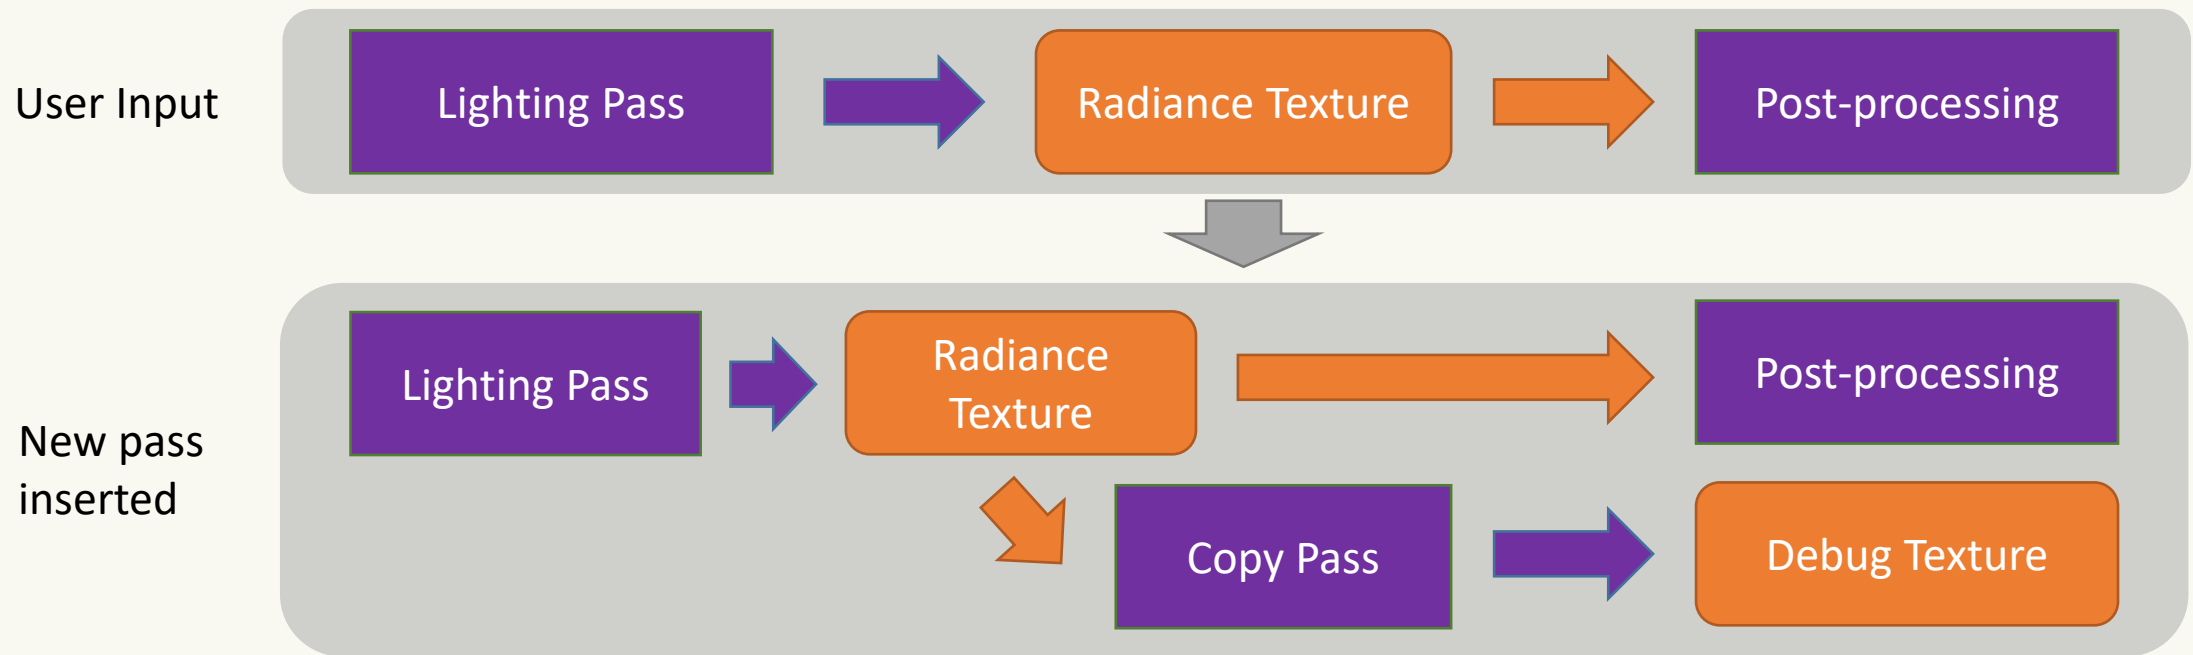 User Input
Lighting Pass
Radiance Texture
Post-processing
New pass
inserted
Lighting Pass
Radiance
Texture
Post-processing
Copy Pass
Debug Texture